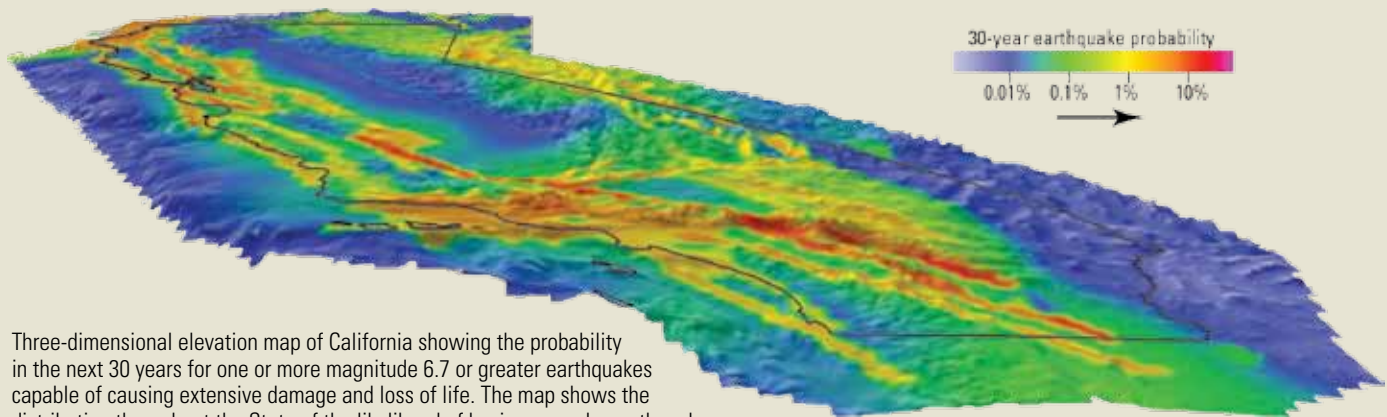 30-year earthquake probability
0.01% 0.1% 1% 10%
Three-dimensional elevation map of California showing the probability
in the next 30 years for one or more magnitude 6.7 or greater earthquakes
capable of causing extensive damage and loss of life. The map shows the